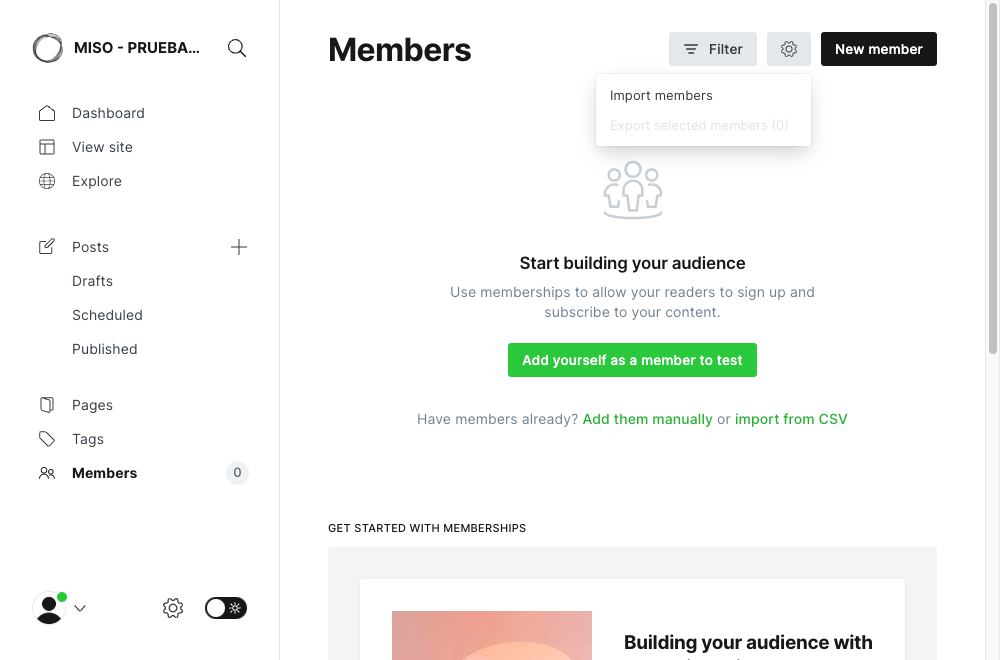 MISO - PRUEBA...
Dashboard
View site
Explore
Posts
Drafts
Scheduled
Published
Pages
Tags
Members
0
Members
Filter
New member
Import members
Export selected members (0)
Start building your audience
Use memberships to allow your readers to sign up and
subscribe to your content.
Add yourself as a member to test
Have members already? Add them manually or import from CSV
GET STARTED WITH MEMBERSHIPS
Building your audience with